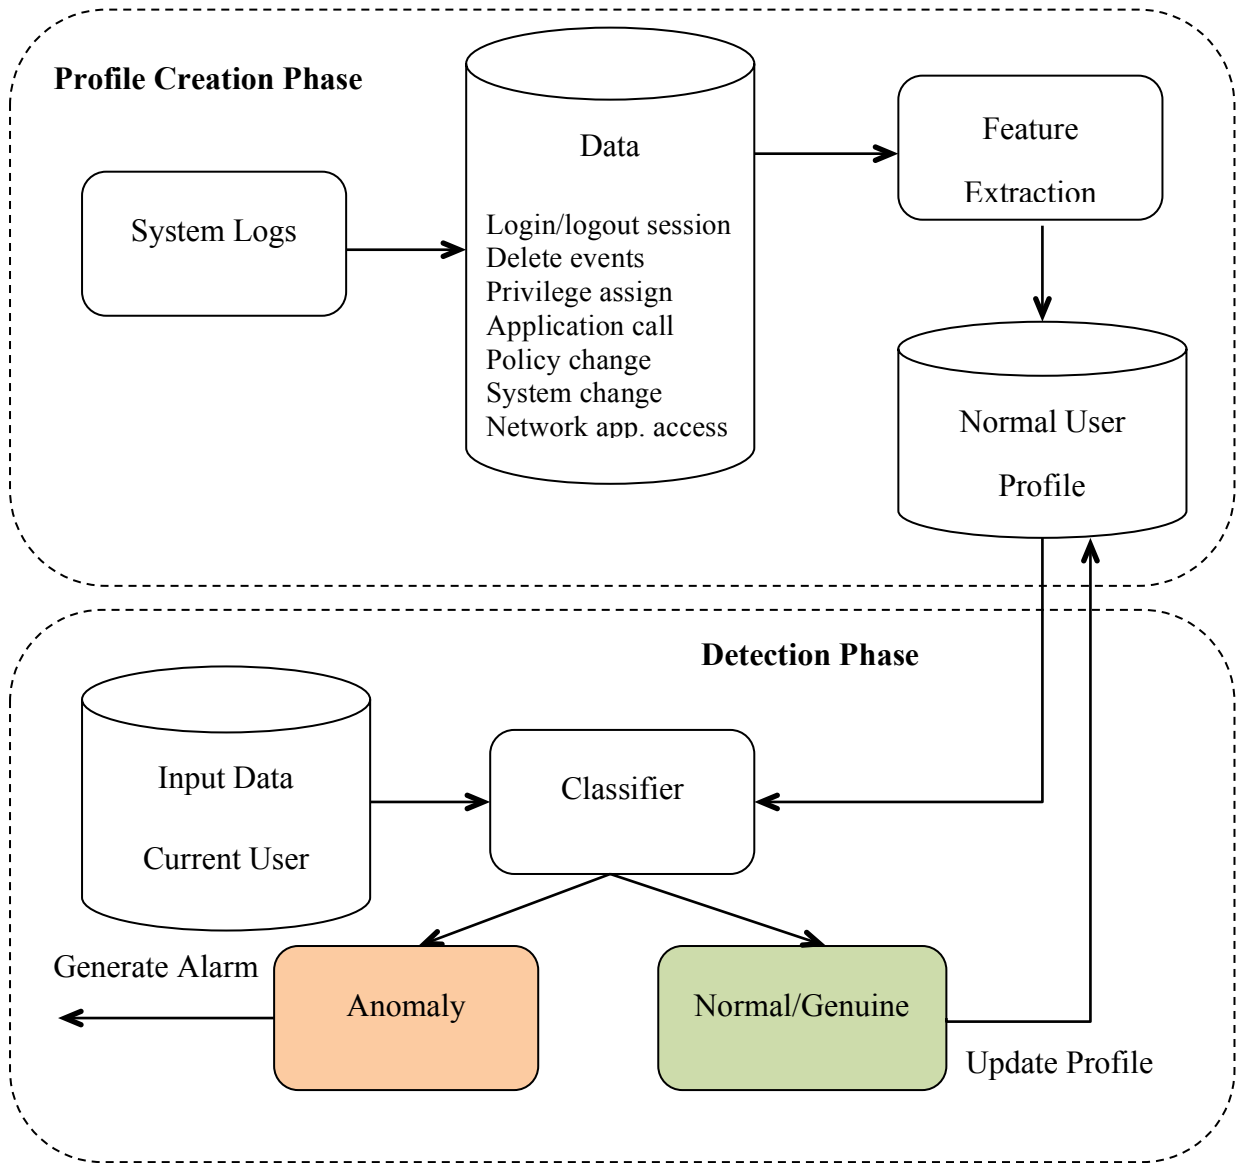 Profile Creation Phase
System Logs
Data
Login/logout session
Delete events
Privilege assign
Application call
Policy change
System change
Network app. access
Feature
Extraction
Normal User
Profile
Detection Phase
Input Data
Current User
Classifier
Generate Alarm
Anomaly
Normal/Genuine
Update Profile